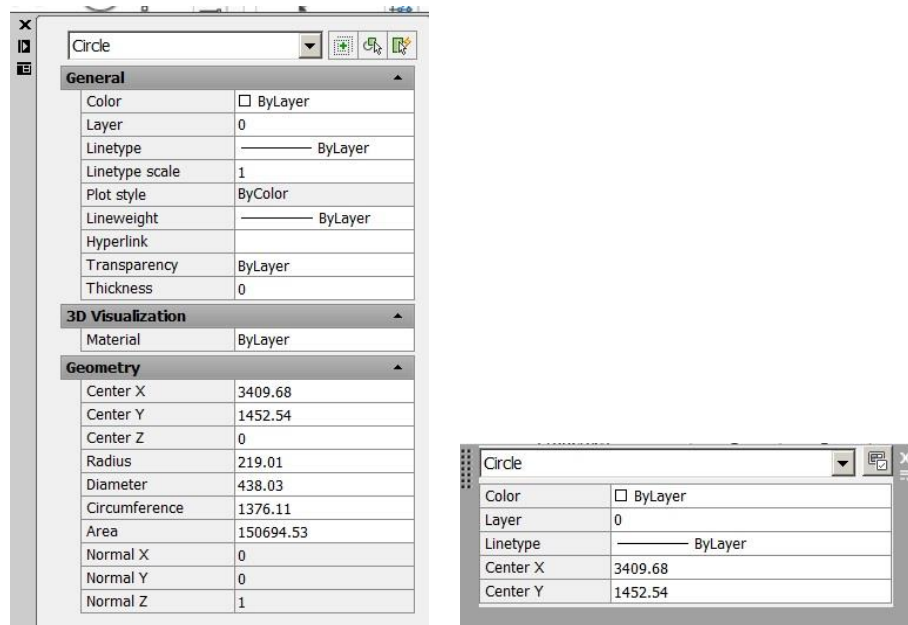 Circle
General
Color ByLayer
Layer 0
Linetype ByLayer
Linetype scale 1
Plot style ByColor
Lineweight ByLayer
Hyperlink
Transparency ByLayer
Thickness 0
3D Visualization
Material ByLayer
Geometry
Center X 3409.68
Center Y 1452.54
Center Z 0
Radius 219.01
Diameter 438.03
Circumference 1376.11
Area 150694.53
Normal X 0
Normal Y 0
Normal Z 1
Circle
Color ByLayer
Layer 0
Linetype ByLayer
Center X 3409.68
Center Y 1452.54